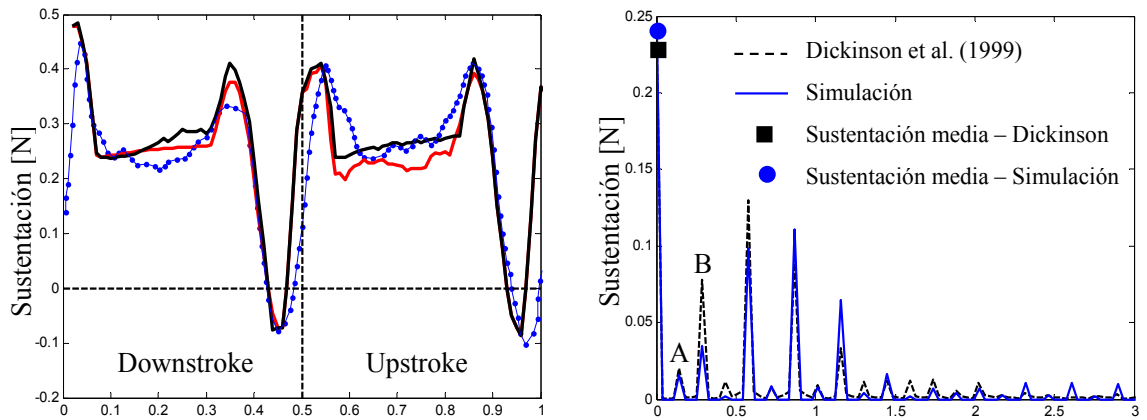 0.5
0.4
0.3
0.2
0.1
0
-0.1
-0.2
Sustentación [N]
Downstroke
Upstroke
0 0.1 0.2 0.3 0.4 0.5 0.6 0.7 0.8 0.9 1
0.25
0.2
0.15
0.1
0.05
0
Sustentación [N]
Dickinson et al. (1999)
Simulación
Sustentación media – Dickinson
Sustentación media – Simulación
A
B
0 0.5 1 1.5 2 2.5